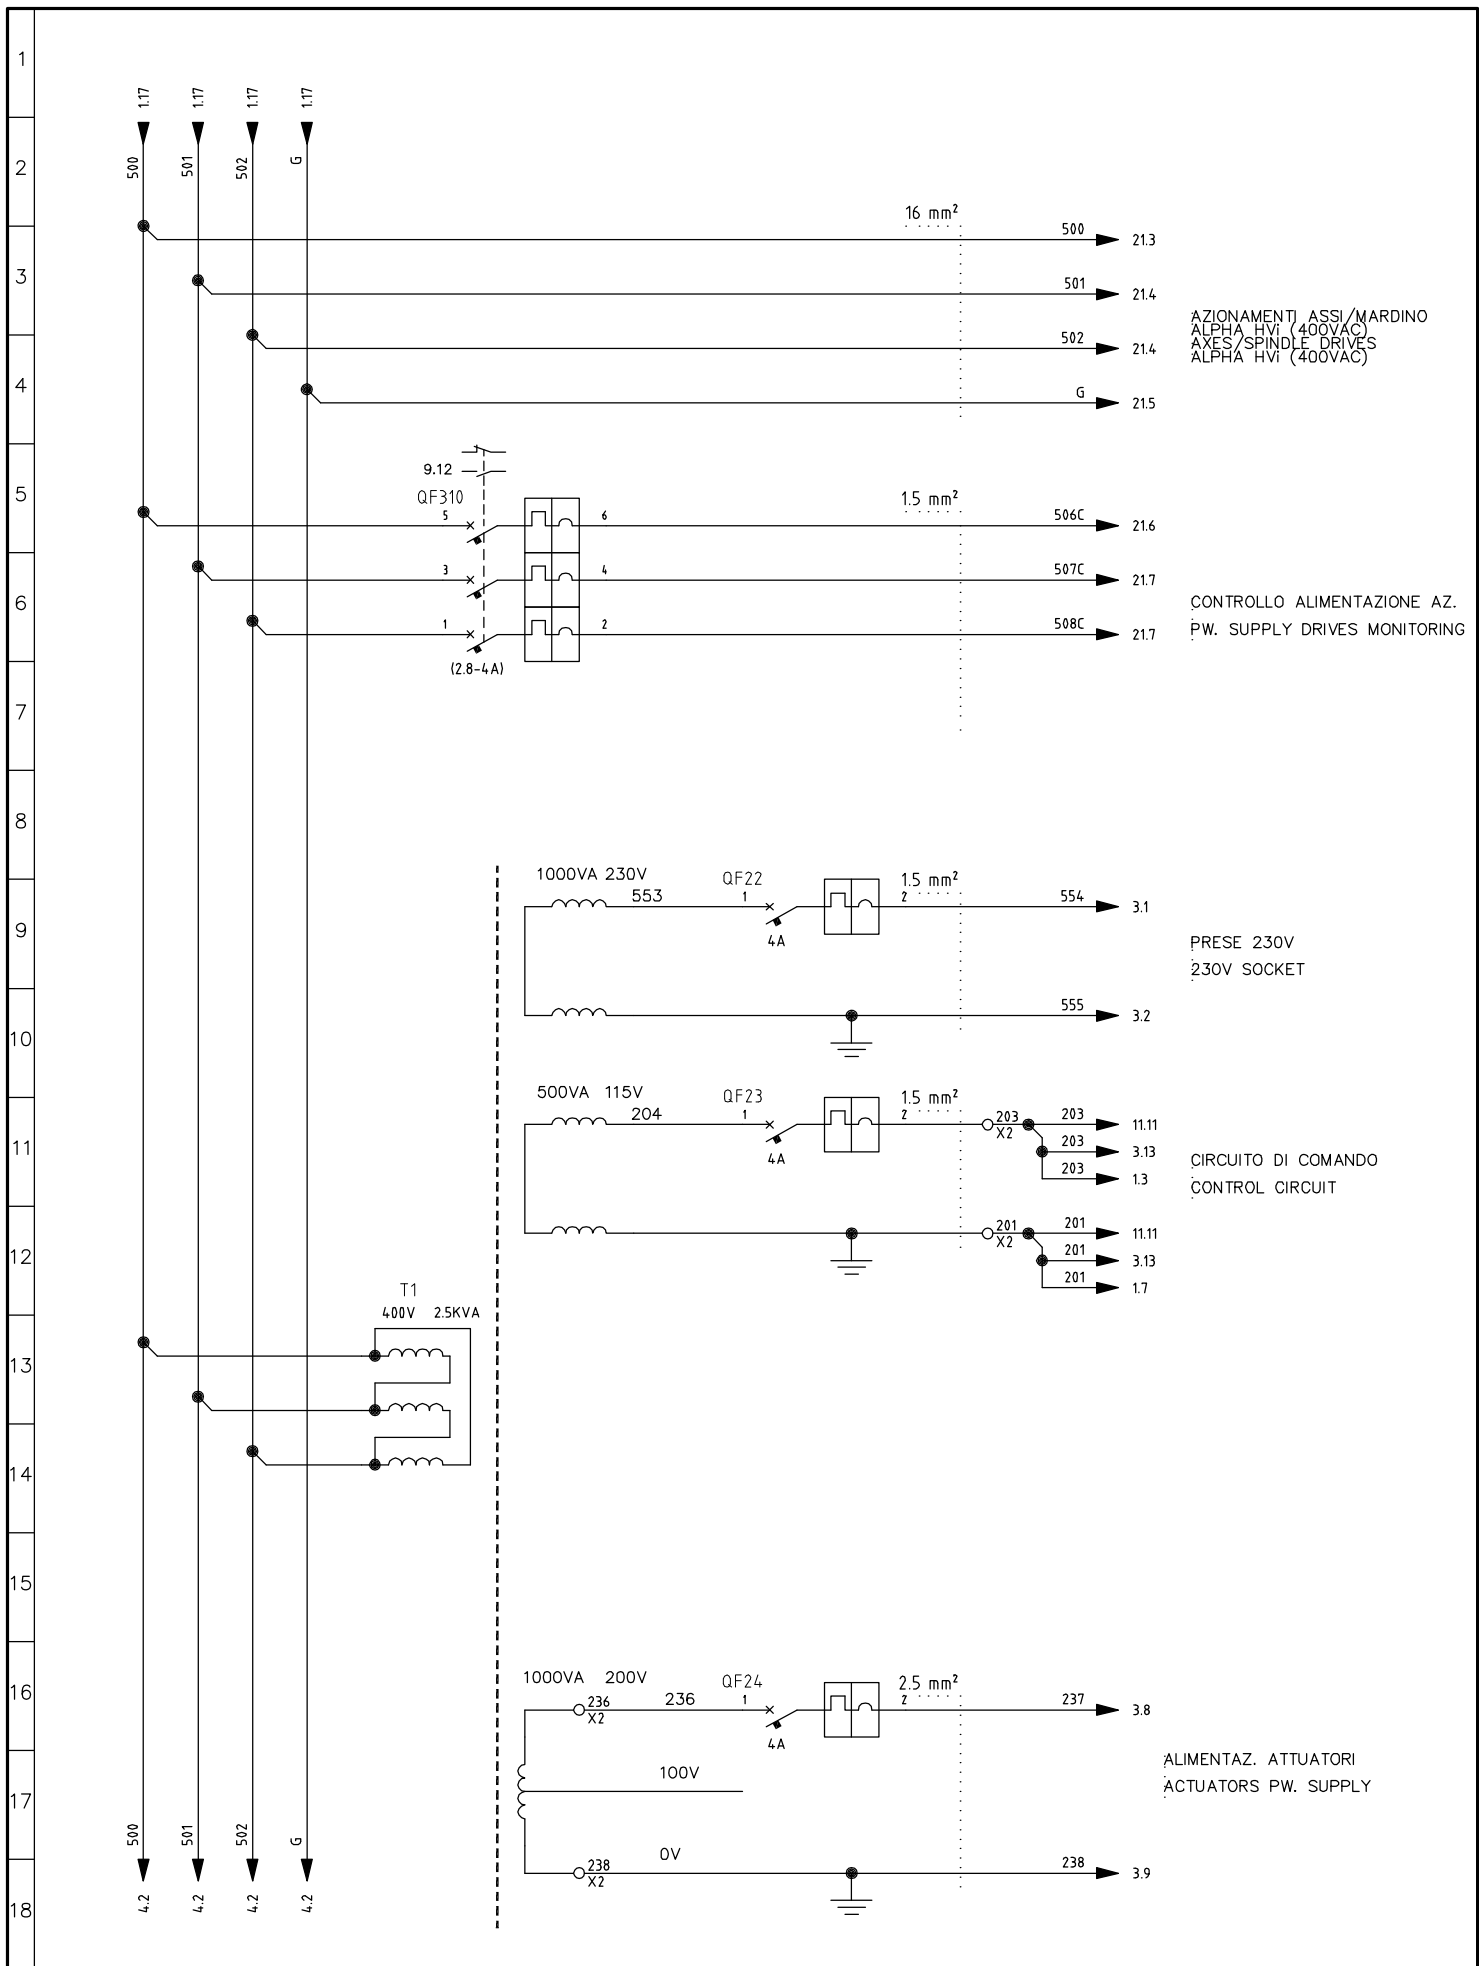 1
1.17 1.17 1.17 1.17
2
500 501 502 G
16 mm²
500 21.3
3
501 21.4
AZIONAMENTI ASSI/MARDINO
ALPHA HVi (400VAC)
AXES/SPINDLE DRIVES
ALPHA HVi (400VAC)
502 21.4
4
G 21.5
9.12
5
QF310
1.5 mm²
5 6 506C 21.6
3 4 507C 21.7
6
CONTROLLO ALIMENTAZIONE AZ.
1 2 508C 21.7
PW. SUPPLY DRIVES MONITORING
(2.8-4A)
7
8
1000VA 230V
QF22
1.5 mm²
553 1 2 554 3.1
9
4A
PRESE 230V
230V SOCKET
555 3.2
10
500VA 115V
QF23
1.5 mm²
204 1 2 203 203 11.11
X2
11
4A
203 3.13
CIRCUITO DI COMANDO
203 1.3
CONTROL CIRCUIT
201 201 11.11
X2
12
201 3.13
201 1.7
T1
400V 2.5KVA
13
14
15
1000VA 200V
QF24
2.5 mm²
16
236 236 1 2 237 3.8
X2
4A
ALIMENTAZ. ATTUATORI
100V
ACTUATORS PW. SUPPLY
17
500 501 502 G
0V
238 238 3.9
X2
4.2 4.2 4.2 4.2
18